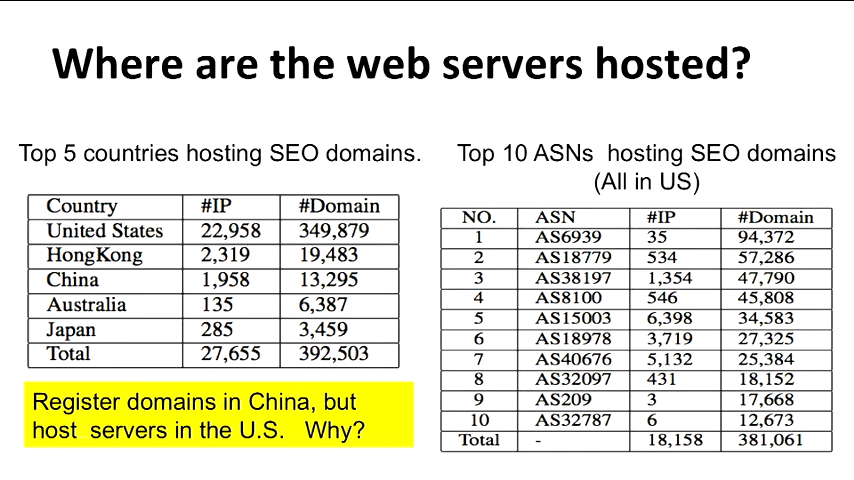 Where are the web servers hosted?
Top 5 countries hosting SEO domains.
Country #IP #Domain
United States 22,958 349,879
HongKong 2,319 19,483
China 1,958 13,295
Australia 135 6,387
Japan 285 3,459
Total 27,655 392,503
Register domains in China, but
host servers in the U.S. Why?
Top 10 ASNs hosting SEO domains
(All in US)
NO. ASN #IP #Domain
1 AS6939 35 94,372
2 AS18779 534 57,286
3 AS38197 1,354 47,790
4 AS8100 546 45,808
5 AS15003 6,398 34,583
6 AS18978 3,719 27,325
7 AS40676 5,132 25,384
8 AS32097 431 18,152
9 AS209 3 17,668
10 AS32787 6 12,673
Total - 18,158 381,061